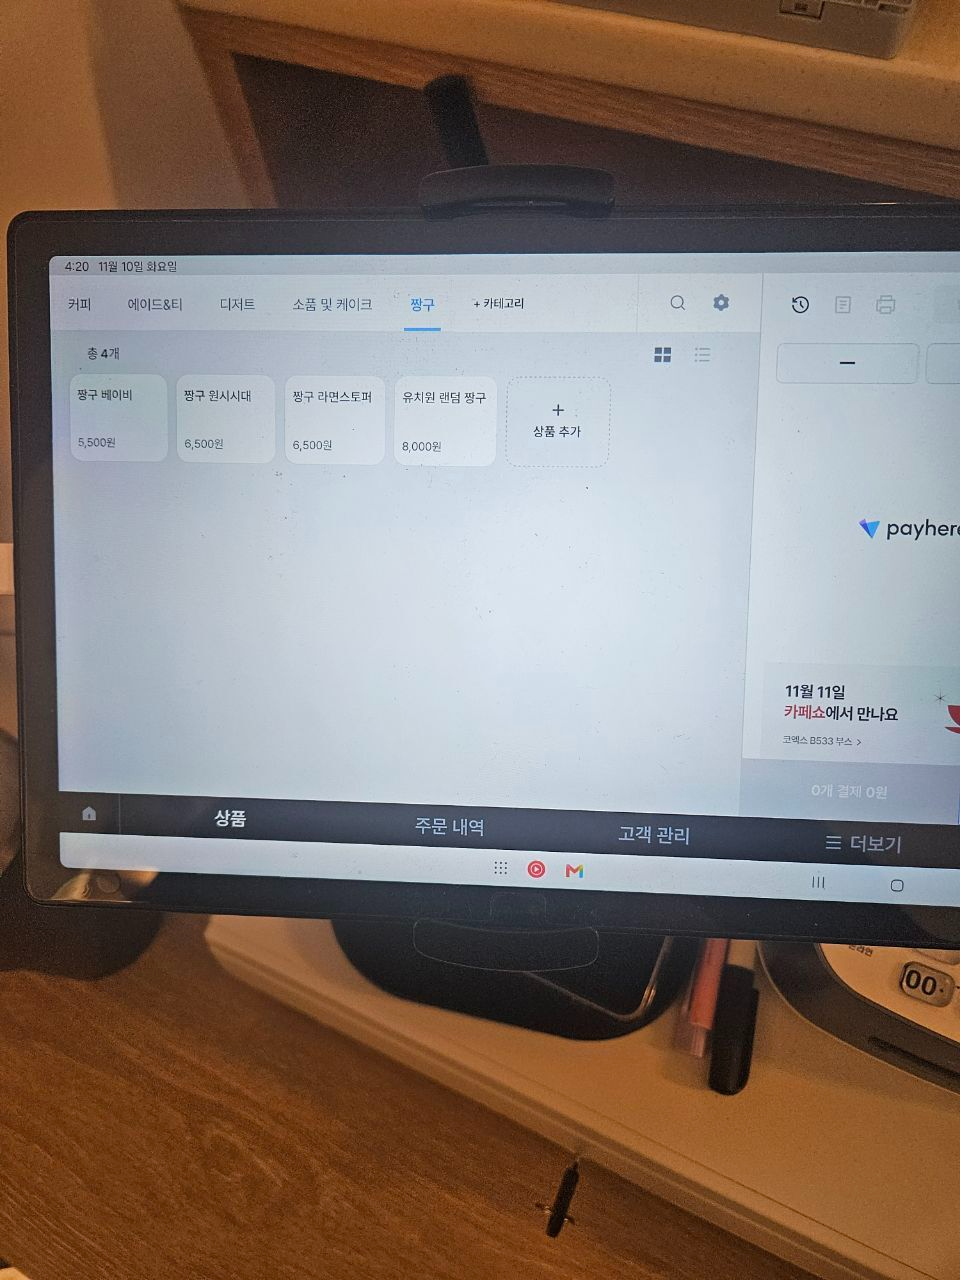 4:20 11월 10일 화요일
커피 에이드&티 디저트 소품 및 케이크 짱구 + 카테고리
총 4개
짱구 베이비 짱구 원시시대 짱구 라면스토퍼 유치원 랜덤 짱구
5,500원 6,500원 6,500원 8,000원
+
상품 추가
payhere
11월 11일
카페쇼에서 만나요
코엑스 B533 부스 >
0개 결제 0원
상품 주문 내역 고객 관리 더보기
00·